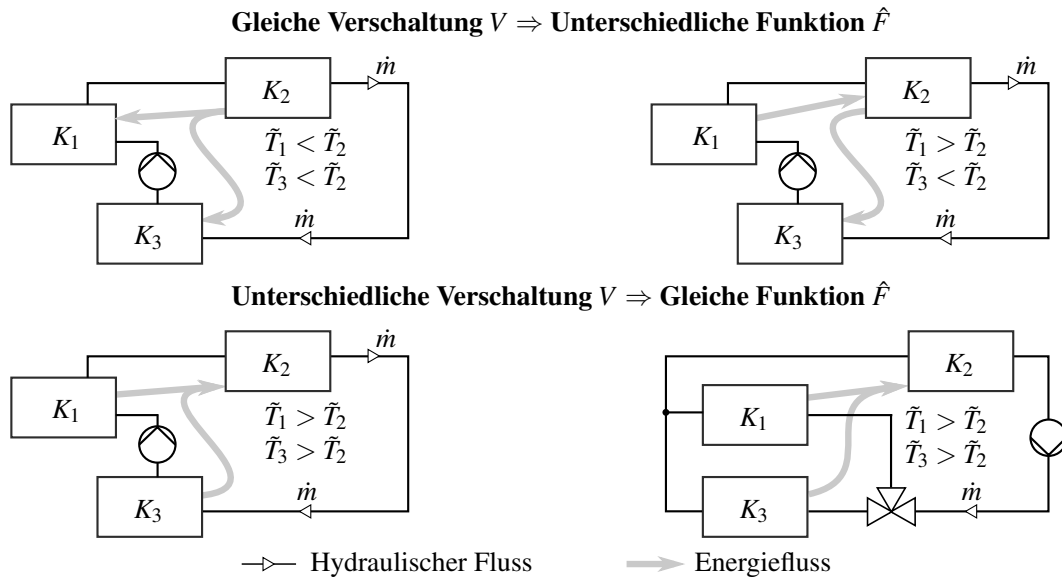 Gleiche Verschaltung V ⇒ Unterschiedliche Funktion F̂
ṁ
K₂
K₁
T̃₁ < T̃₂
T̃₃ < T̃₂
K₃
ṁ
ṁ
K₂
K₁
T̃₁ > T̃₂
T̃₃ < T̃₂
K₃
ṁ
Unterschiedliche Verschaltung V ⇒ Gleiche Funktion F̂
ṁ
K₂
K₁
T̃₁ > T̃₂
T̃₃ > T̃₂
K₃
ṁ
K₂
K₁
T̃₁ > T̃₂
T̃₃ > T̃₂
K₃
ṁ
Hydraulischer Fluss
Energiefluss